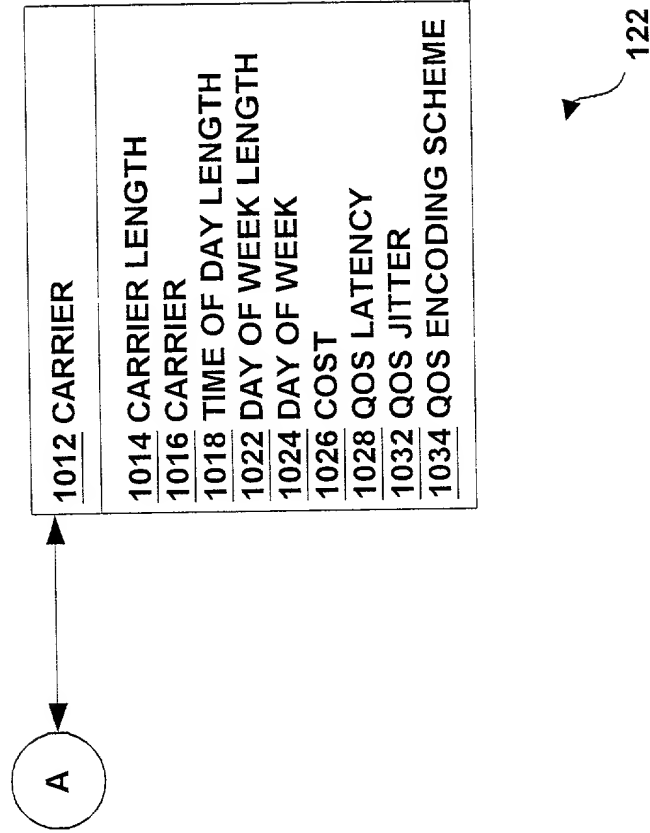 A
1012 CARRIER
1014 CARRIER LENGTH
1016 CARRIER
1018 TIME OF DAY LENGTH
1022 DAY OF WEEK LENGTH
1024 DAY OF WEEK
1026 COST
1028 QOS LATENCY
1032 QOS JITTER
1034 QOS ENCODING SCHEME
122